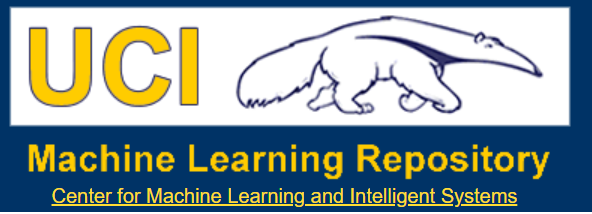 UCI
Machine Learning Repository
Center for Machine Learning and Intelligent Systems